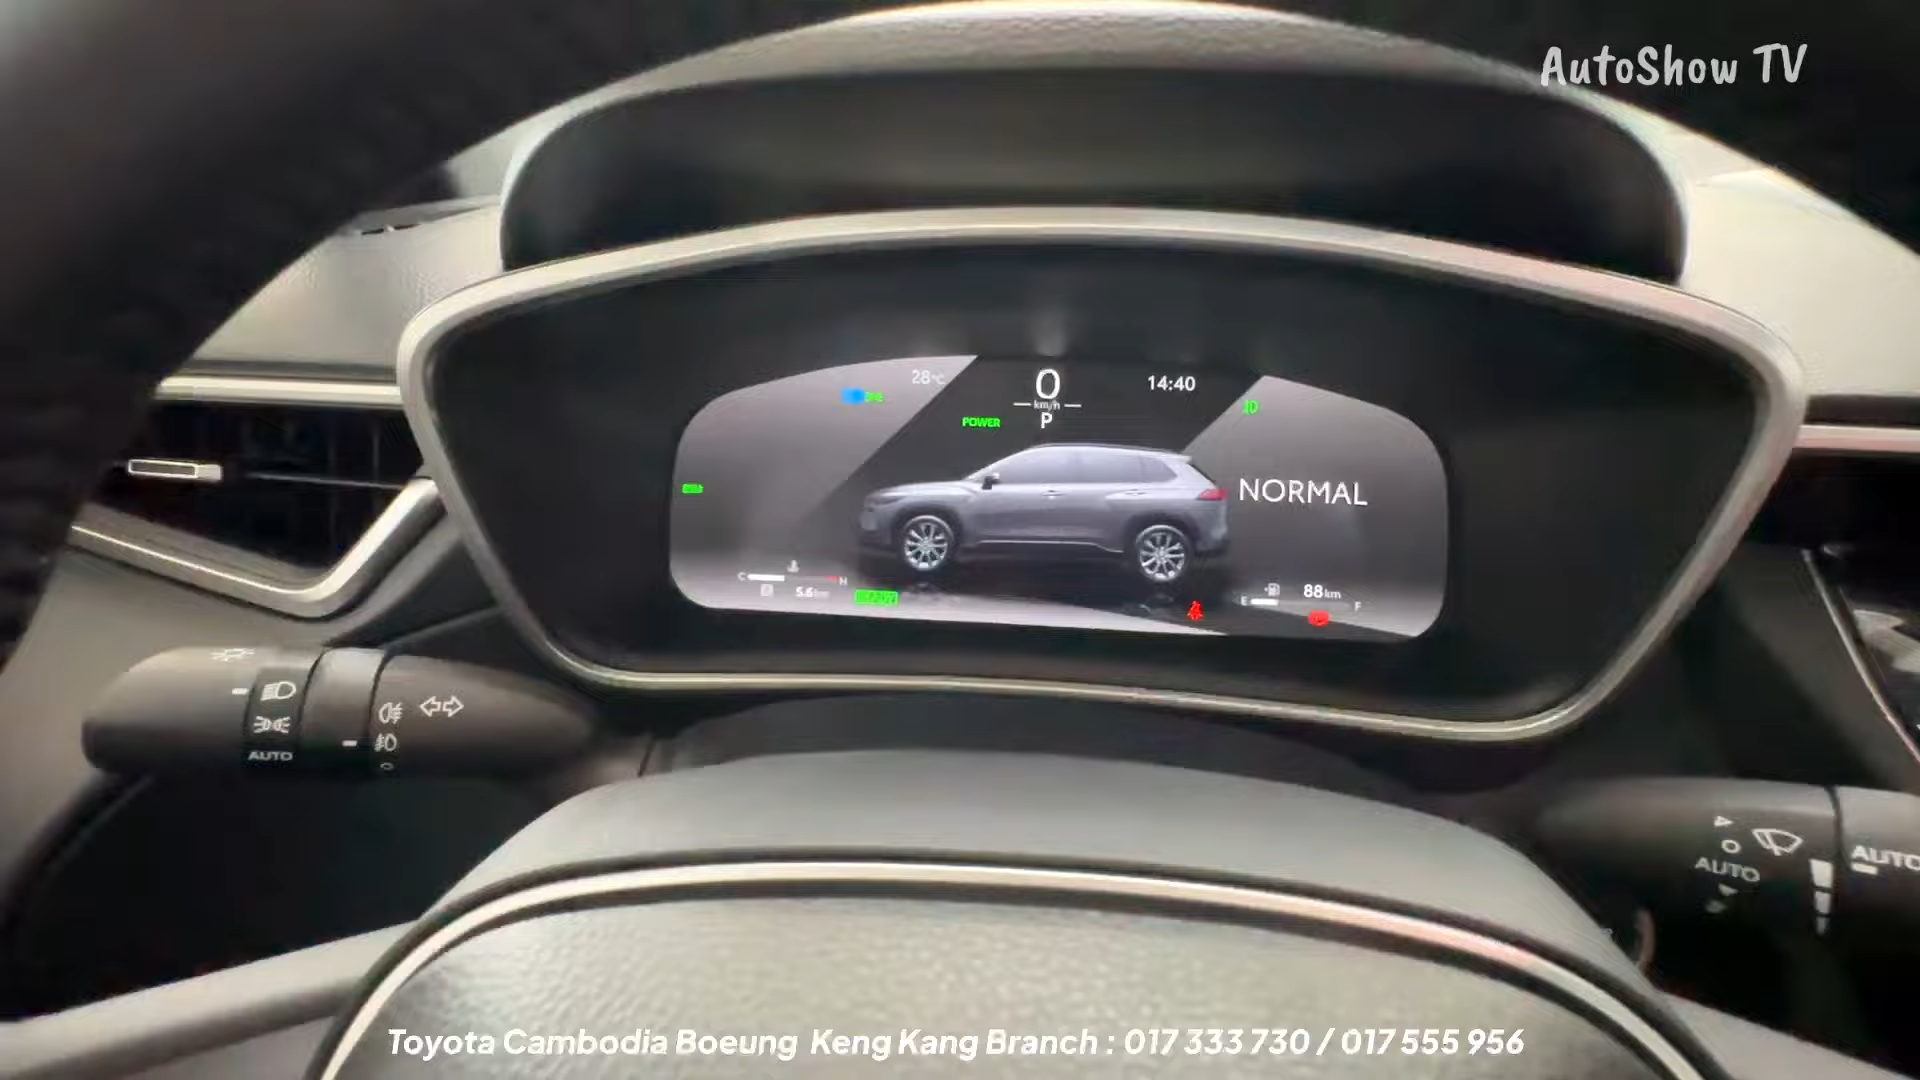 AutoShow TV
28°C
0
km/h
P
14:40
POWER
NORMAL
C
H
5.6km
READY
E
88km
F
AUTO
AUTO
AUTO
Toyota Cambodia Boeung Keng Kang Branch : 017 333 730 / 017 555 956